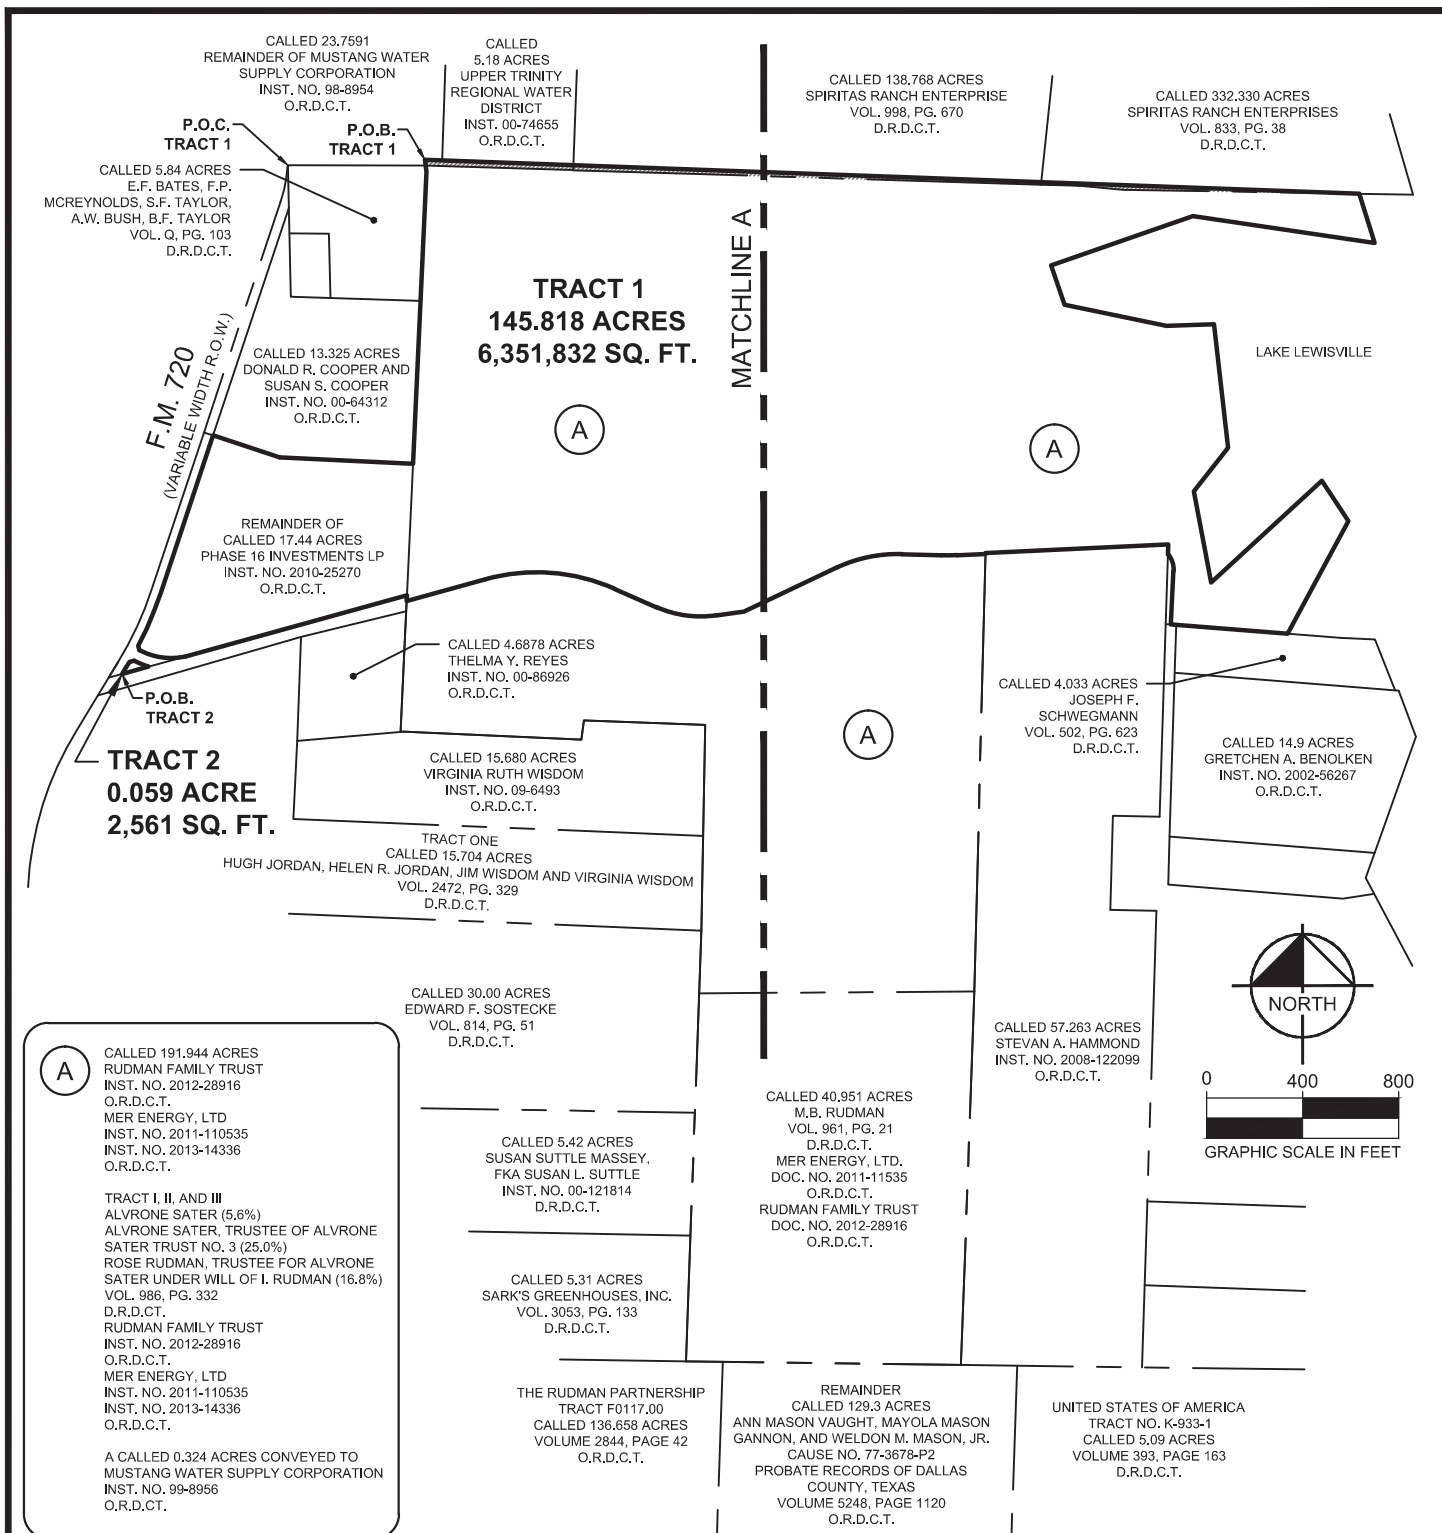 CALLED 23.7591
REMAINDER OF MUSTANG WATER
SUPPLY CORPORATION
INST. NO. 98-8954
O.R.D.C.T.
CALLED
5.18 ACRES
UPPER TRINITY
REGIONAL WATER
DISTRICT
INST. 00-74655
O.R.D.C.T.
CALLED 138.768 ACRES
SPIRITAS RANCH ENTERPRISE
VOL. 998, PG. 670
D.R.D.C.T.
CALLED 332.330 ACRES
SPIRITAS RANCH ENTERPRISES
VOL. 833, PG. 38
D.R.D.C.T.
P.O.C.
TRACT 1
P.O.B.
TRACT 1
CALLED 5.84 ACRES
E.F. BATES, F.P.
MCREYNOLDS, S.F. TAYLOR,
A.W. BUSH, B.F. TAYLOR
VOL. Q, PG. 103
D.R.D.C.T.
MATCHLINE A
TRACT 1
145.818 ACRES
6,351,832 SQ. FT.
F.M. 720
(VARIABLE WIDTH R.O.W.)
CALLED 13.325 ACRES
DONALD R. COOPER AND
SUSAN S. COOPER
INST. NO. 00-64312
O.R.D.C.T.
LAKE LEWISVILLE
A
A
REMAINDER OF
CALLED 17.44 ACRES
PHASE 16 INVESTMENTS LP
INST. NO. 2010-25270
O.R.D.C.T.
CALLED 4.6878 ACRES
THELMA Y. REYES
INST. NO. 00-86926
O.R.D.C.T.
P.O.B.
TRACT 2
CALLED 4.033 ACRES
JOSEPH F.
SCHWEGMANN
VOL. 502, PG. 623
D.R.D.C.T.
A
TRACT 2
0.059 ACRE
2,561 SQ. FT.
CALLED 15.680 ACRES
VIRGINIA RUTH WISDOM
INST. NO. 09-6493
O.R.D.C.T.
CALLED 14.9 ACRES
GRETCHEN A. BENOLKEN
INST. NO. 2002-56267
O.R.D.C.T.
TRACT ONE
CALLED 15.704 ACRES
HUGH JORDAN, HELEN R. JORDAN, JIM WISDOM AND VIRGINIA WISDOM
VOL. 2472, PG. 329
D.R.D.C.T.
CALLED 30.00 ACRES
EDWARD F. SOSTECKE
VOL. 814, PG. 51
D.R.D.C.T.
NORTH
CALLED 57.263 ACRES
STEVAN A. HAMMOND
INST. NO. 2008-122099
O.R.D.C.T.
0 400 800
GRAPHIC SCALE IN FEET
A
CALLED 191.944 ACRES
RUDMAN FAMILY TRUST
INST. NO. 2012-28916
O.R.D.C.T.
MER ENERGY, LTD
INST. NO. 2011-110535
INST. NO. 2013-14336
O.R.D.C.T.
TRACT I, II, AND III
ALVRONE SATER (5.6%)
ALVRONE SATER, TRUSTEE OF ALVRONE
SATER TRUST NO. 3 (25.0%)
ROSE RUDMAN, TRUSTEE FOR ALVRONE
SATER UNDER WILL OF I. RUDMAN (16.8%)
VOL. 986, PG. 332
D.R.D.CT.
RUDMAN FAMILY TRUST
INST. NO. 2012-28916
O.R.D.C.T.
MER ENERGY, LTD
INST. NO. 2011-110535
INST. NO. 2013-14336
O.R.D.C.T.
A CALLED 0.324 ACRES CONVEYED TO
MUSTANG WATER SUPPLY CORPORATION
INST. NO. 99-8956
O.R.D.CT.
CALLED 40.951 ACRES
M.B. RUDMAN
VOL. 961, PG. 21
D.R.D.C.T.
MER ENERGY, LTD.
DOC. NO. 2011-11535
O.R.D.C.T.
RUDMAN FAMILY TRUST
DOC. NO. 2012-28916
O.R.D.C.T.
CALLED 5.42 ACRES
SUSAN SUTTLE MASSEY,
FKA SUSAN L. SUTTLE
INST. NO. 00-121814
D.R.D.C.T.
CALLED 5.31 ACRES
SARK'S GREENHOUSES, INC.
VOL. 3053, PG. 133
D.R.D.C.T.
THE RUDMAN PARTNERSHIP
TRACT F0117.00
CALLED 136.658 ACRES
VOLUME 2844, PAGE 42
O.R.D.C.T.
REMAINDER
CALLED 129.3 ACRES
ANN MASON VAUGHT, MAYOLA MASON
GANNON, AND WELDON M. MASON, JR.
CAUSE NO. 77-3678-P2
PROBATE RECORDS OF DALLAS
COUNTY, TEXAS
VOLUME 5248, PAGE 1120
O.R.D.C.T.
UNITED STATES OF AMERICA
TRACT NO. K-933-1
CALLED 5.09 ACRES
VOLUME 393, PAGE 163
D.R.D.C.T.